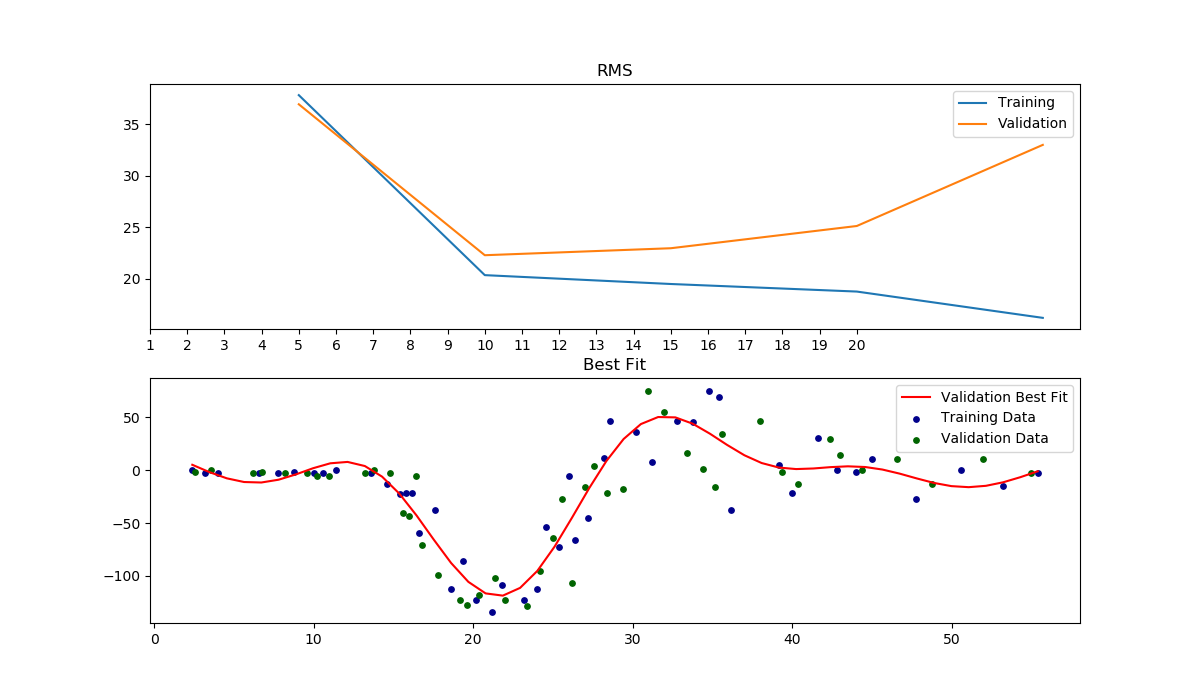 RMS
Training
Validation
35
30
25
20
1 2 3 4 5 6 7 8 9 10 11 12 13 14 15 16 17 18 19 20
Best Fit
Validation Best Fit
Training Data
Validation Data
50
0
−50
−100
0 10 20 30 40 50